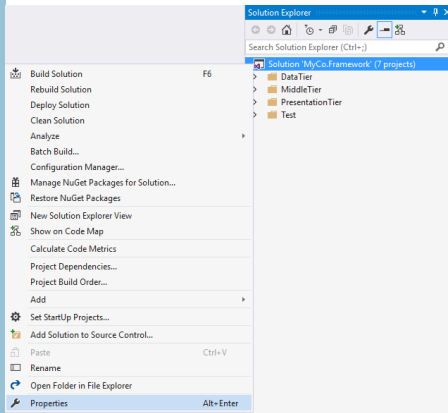 Solution Explorer
Search Solution Explorer (Ctrl+;)
Solution 'MyCo.Framework' (7 projects)
DataTier
MiddleTier
PresentationTier
Test
Build Solution F6
Rebuild Solution
Deploy Solution
Clean Solution
Analyze
Batch Build...
Configuration Manager...
Manage NuGet Packages for Solution...
Restore NuGet Packages
New Solution Explorer View
Show on Code Map
Calculate Code Metrics
Project Dependencies...
Project Build Order...
Add
Set StartUp Projects...
Add Solution to Source Control...
Paste Ctrl+V
Rename
Open Folder in File Explorer
Properties Alt+Enter